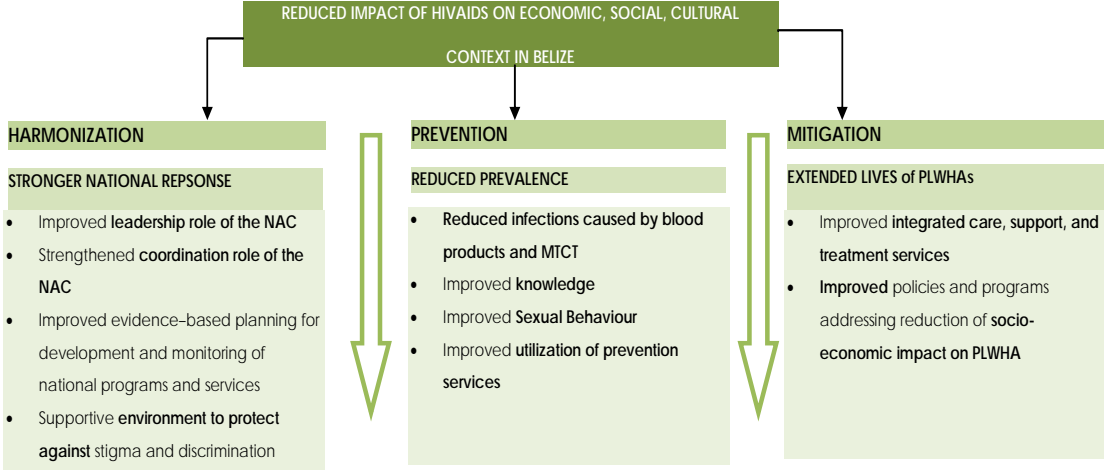 REDUCED IMPACT OF HIVAIDS ON ECONOMIC, SOCIAL, CULTURAL
CONTEXT IN BELIZE
HARMONIZATION
STRONGER NATIONAL REPSONSE
• Improved leadership role of the NAC
• Strengthened coordination role of the
NAC
• Improved evidence–based planning for
development and monitoring of
national programs and services
• Supportive environment to protect
against stigma and discrimination
PREVENTION
REDUCED PREVALENCE
• Reduced infections caused by blood
products and MTCT
• Improved knowledge
• Improved Sexual Behaviour
• Improved utilization of prevention
services
MITIGATION
EXTENDED LIVES of PLWHAs
• Improved integrated care, support, and
treatment services
• Improved policies and programs
addressing reduction of socio-
economic impact on PLWHA